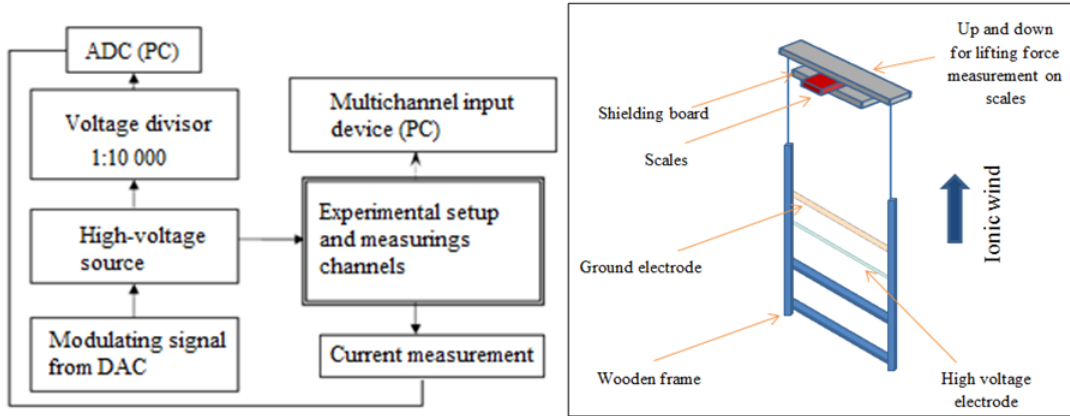 ADC (PC)
Voltage divisor
1:10 000
High-voltage
source
Modulating signal
from DAC
Multichannel input
device (PC)
Experimental setup
and measurings
channels
Current measurement
Up and down
for lifting force
measurement on
scales
Shielding board
Scales
Ionic wind
Ground electrode
Wooden frame
High voltage
electrode